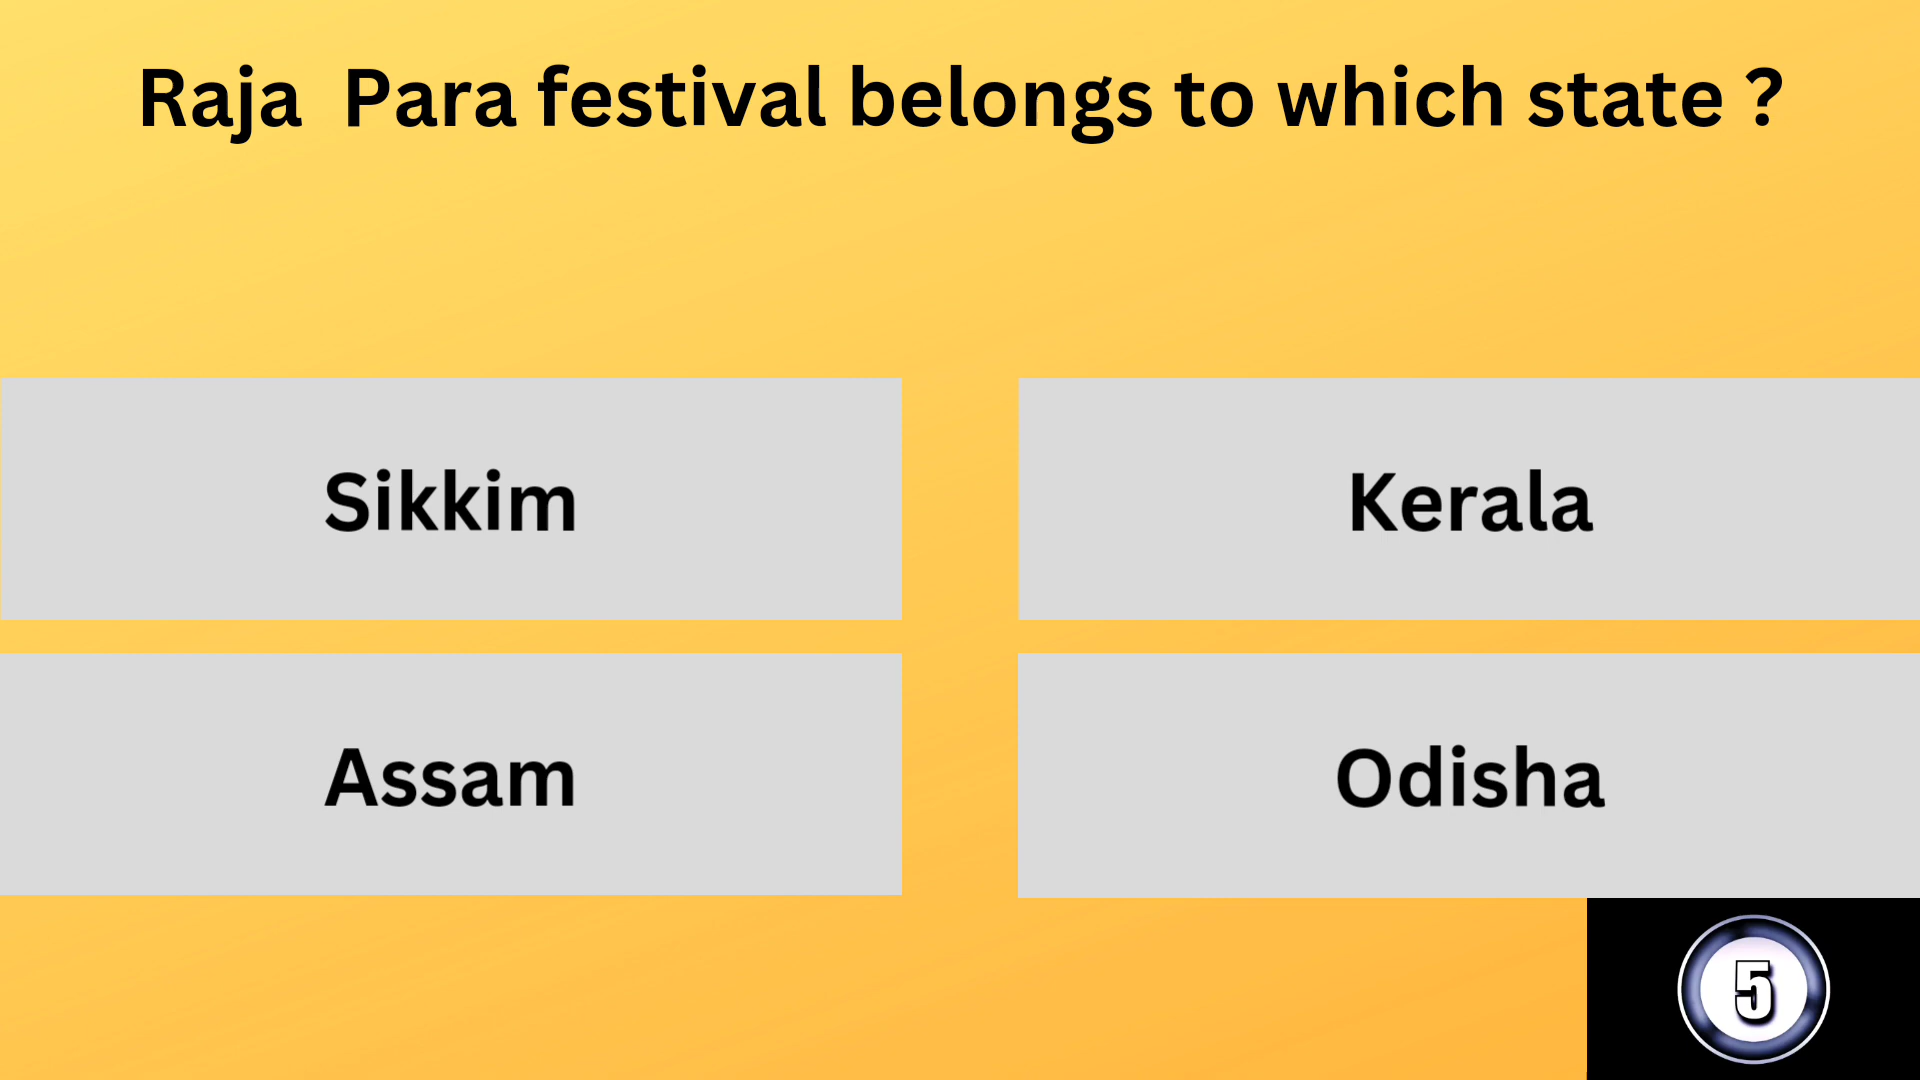 Raja  Para festival belongs to which state ?
Sikkim
Kerala
Assam
Odisha
5